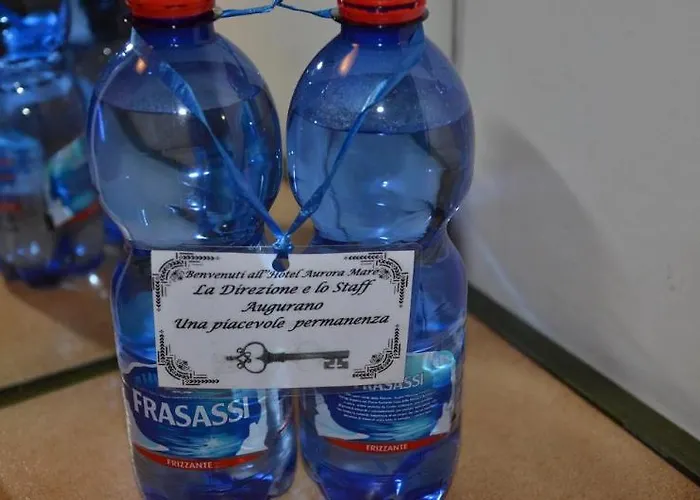 Benvenuti all'Hotel Aurora Mare
La Direzione e lo Staff
Augurano
Una piacevole permanenza
FRASASSI
FRIZZANTE
FRASASSI
FRIZZANTE